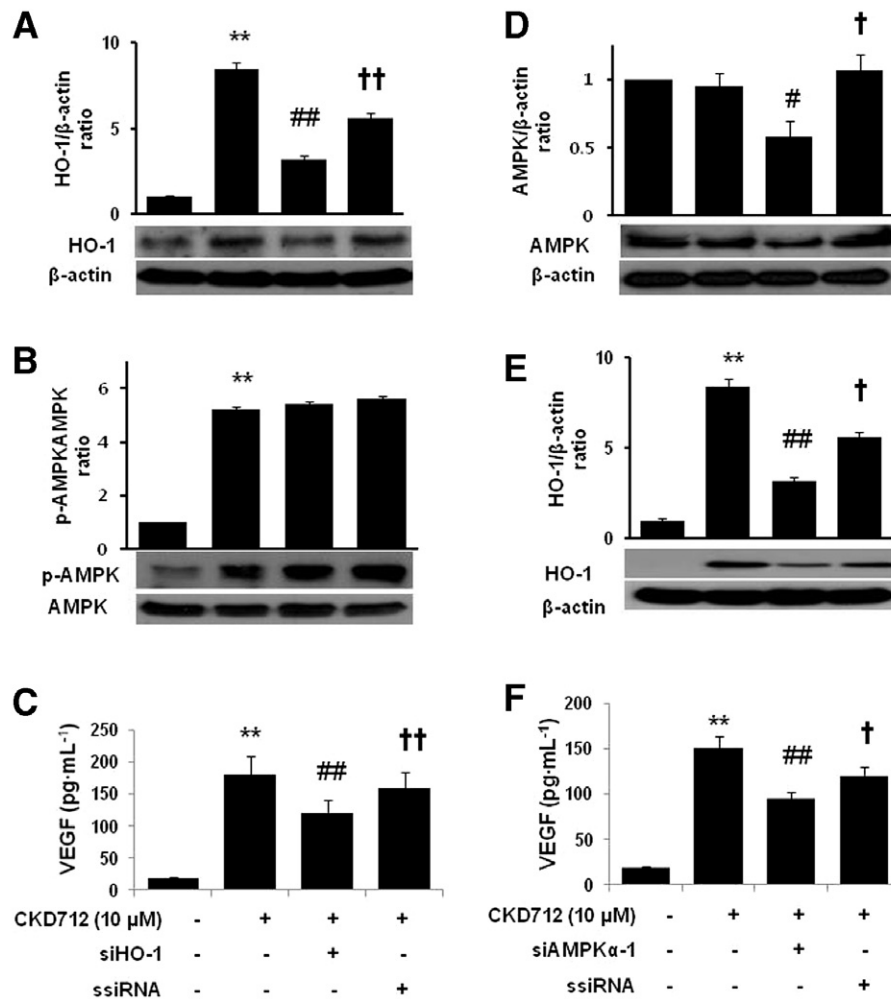 A
HO-1/β-actin
ratio
10
5
0
**
##
††
HO-1
β-actin
B
p-AMPKAMPK
ratio
6
4
2
0
**
p-AMPK
AMPK
C
VEGF (pg·mL-1)
250
200
150
100
50
0
**
##
††
CKD712 (10 µM) - + + +
siHO-1 - - + -
ssiRNA - - - +
D
AMPK/β-actin
ratio
1
0.5
0
#
†
AMPK
β-actin
E
HO-1/β-actin
ratio
10
5
0
**
##
†
HO-1
β-actin
F
VEGF (pg·mL-1)
200
150
100
50
0
**
##
†
CKD712 (10 µM) - + + +
siAMPKα-1 - - + -
ssiRNA - - - +